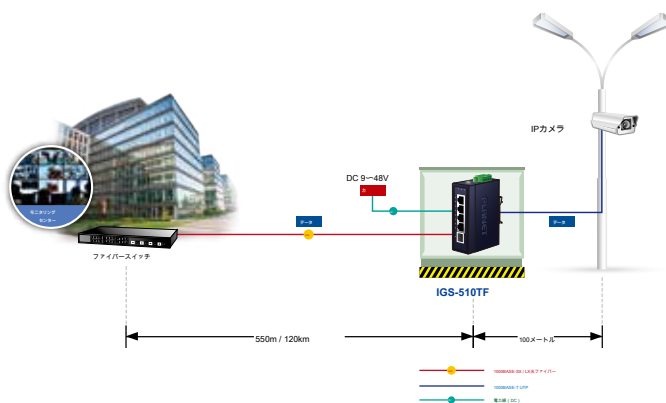 IPカメラ
DC 9~48V
モニタリング
センター
データ
データ
PLANET
ファイバースイッチ
IGS-510TF
550m / 120km
100メートル
1000BASE-SX / LX光ファイバー
1000BASE-T UTP
電力線 ( DC )